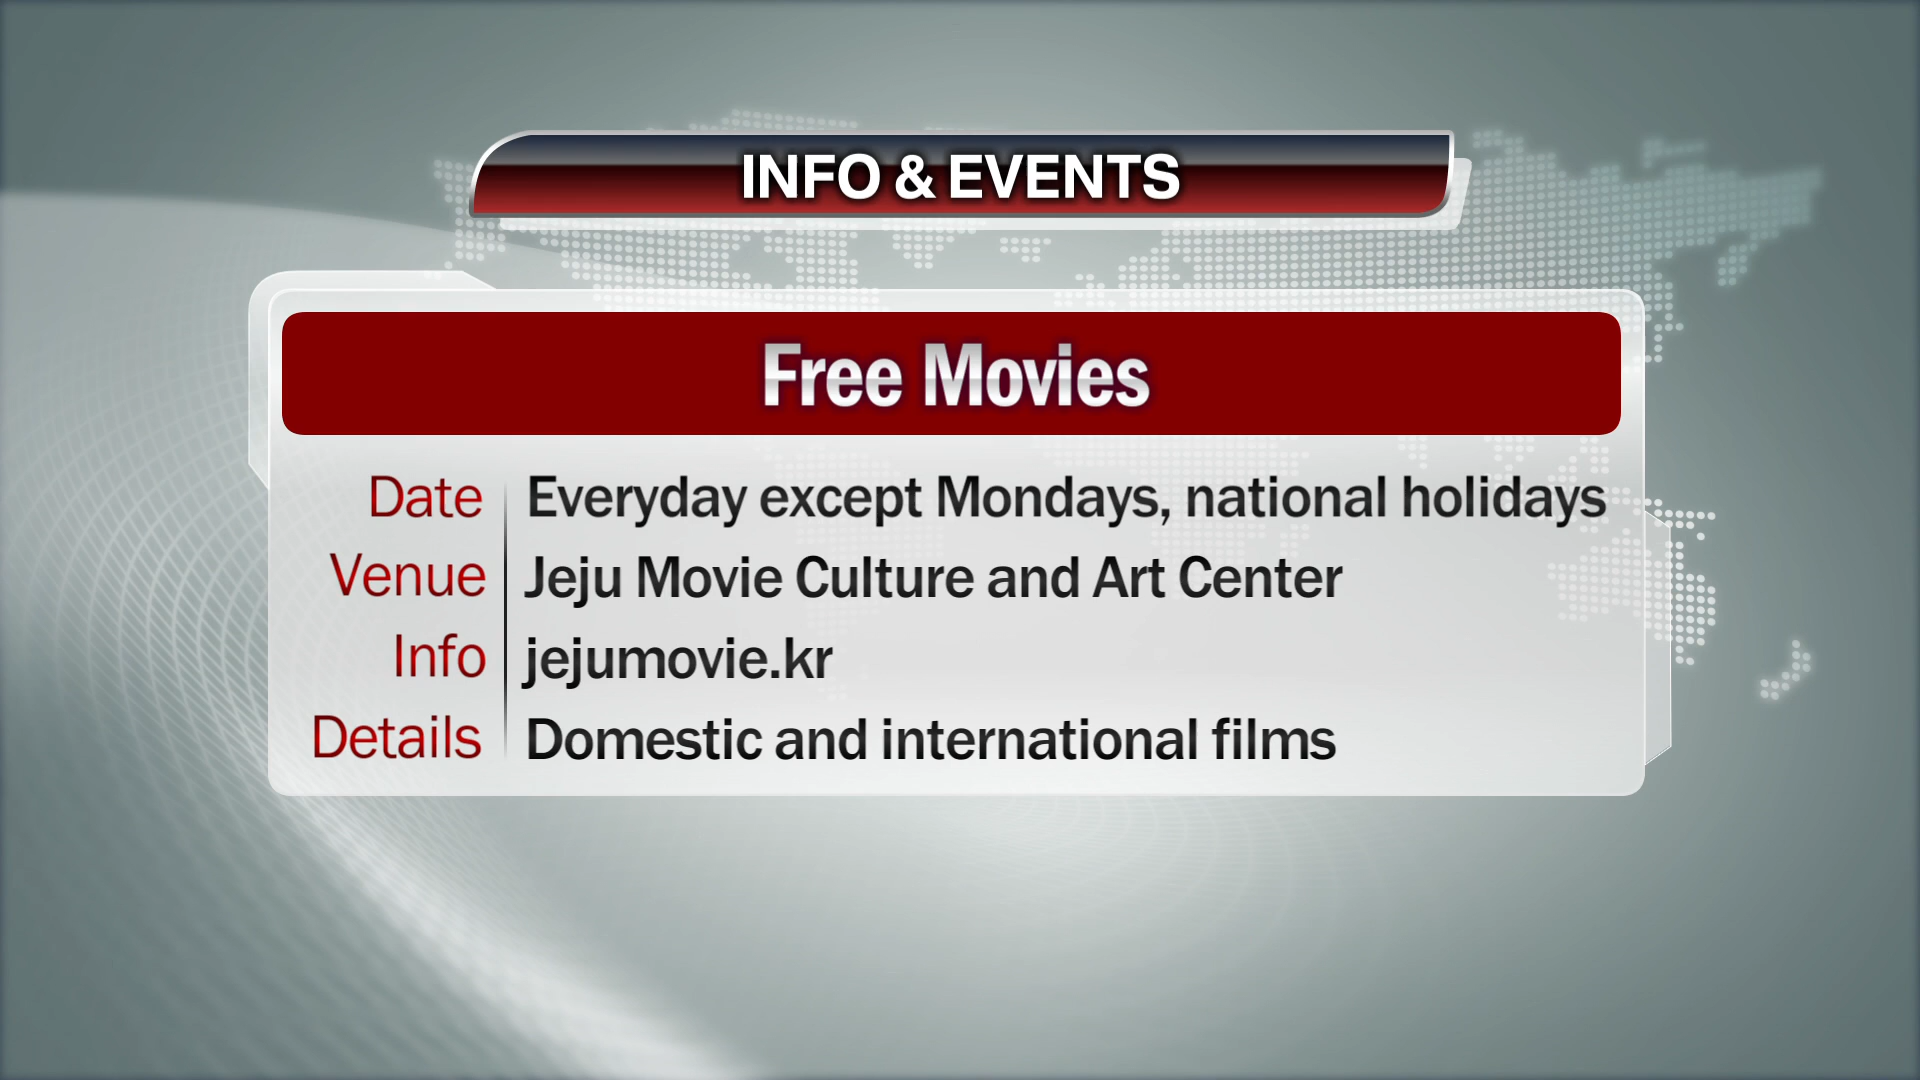 INFO & EVENTS
Free Movies
Date Everyday except Mondays, national holidays
Venue Jeju Movie Culture and Art Center
Info jejumovie.kr
Details Domestic and international films